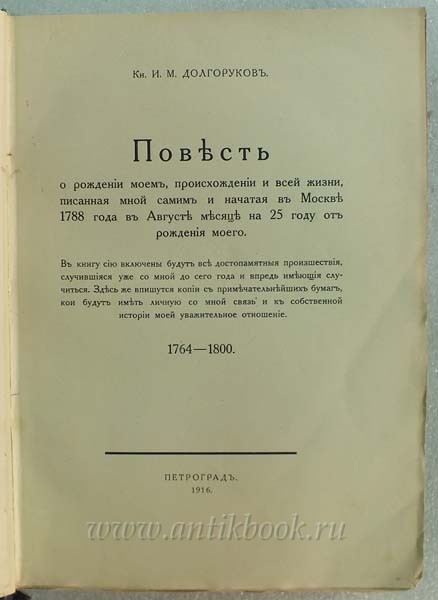 Кн. И. М. ДОЛГОРУКОВЪ.
Повѣсть
о рожденіи моемъ, происхожденіи и всей жизни,
писанная мной самимъ и начатая въ Москвѣ
1788 года въ Августѣ мѣсяцѣ на 25 году отъ
рожденія моего.
Въ книгу сію включены будутъ всѣ достопамятныя произшествія,
случившіяся уже со мной до сего года и впредь имѣющія слу-
читься. Здѣсь же впишутся копіи съ примѣчательнѣйшихъ бумагъ,
кои будутъ имѣть личную со мной связь и къ собственной
исторіи моей уважительное отношеніе.
1764—1800.
ПЕТРОГРАДЪ.
1916.
www.antikbook.ru